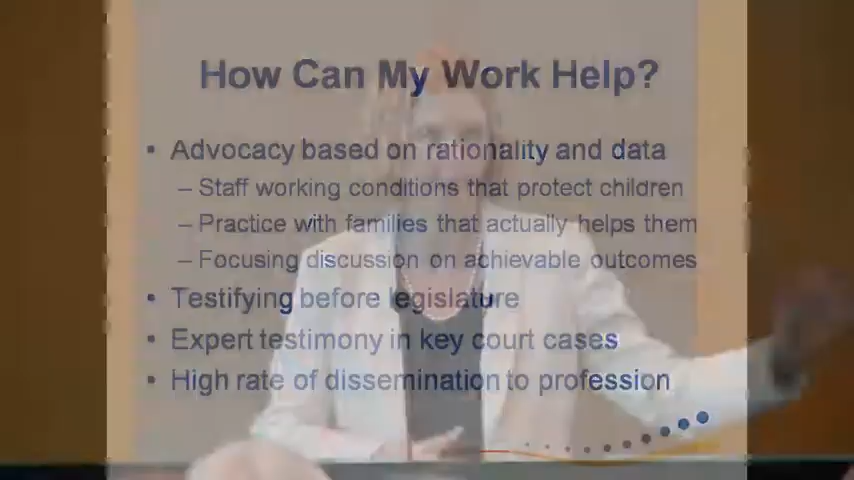 How Can My Work Help?
• Advocacy based on rationality and data
– Staff working conditions that protect children
– Practice with families that actually helps them
– Focusing discussion on achievable outcomes
• Testifying before legislature
• Expert testimony in key court cases
• High rate of dissemination to profession